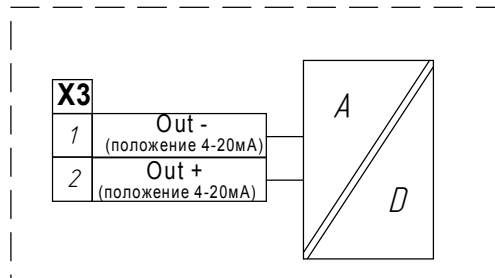 X3
1 Out -
(положение 4-20мА)
2 Out +
(положение 4-20мА)
A
D